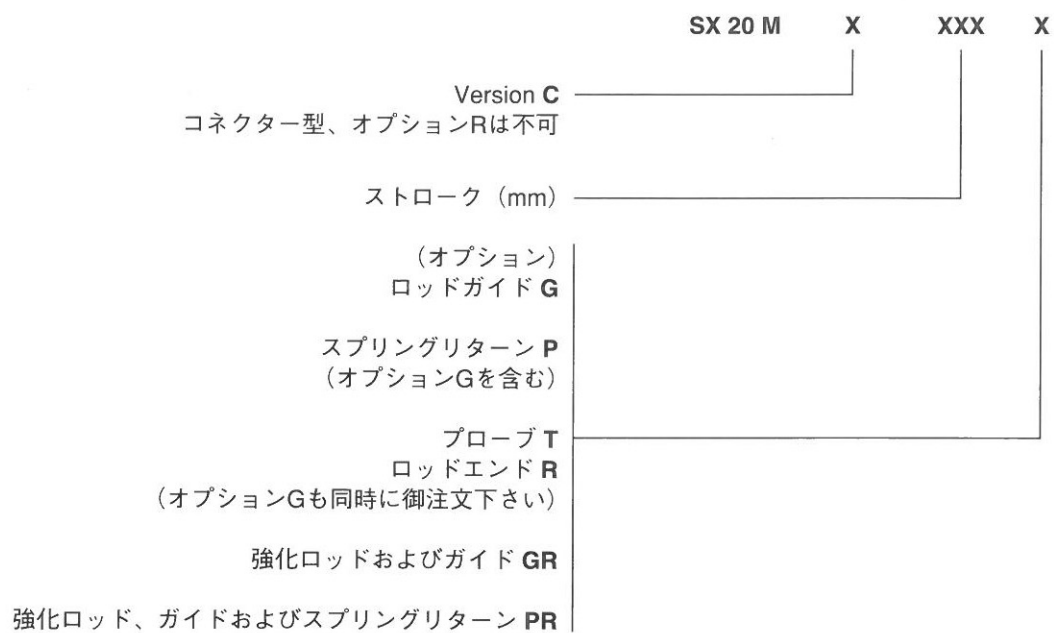 SX 20 M X XXX X
Version C
コネクター型、オプションRは不可
ストローク（mm）
（オプション）
ロッドガイド G
スプリングリターン P
（オプションGを含む）
プローブ T
ロッドエンド R
（オプションGも同時に御注文下さい）
強化ロッドおよびガイド GR
強化ロッド、ガイドおよびスプリングリターン PR